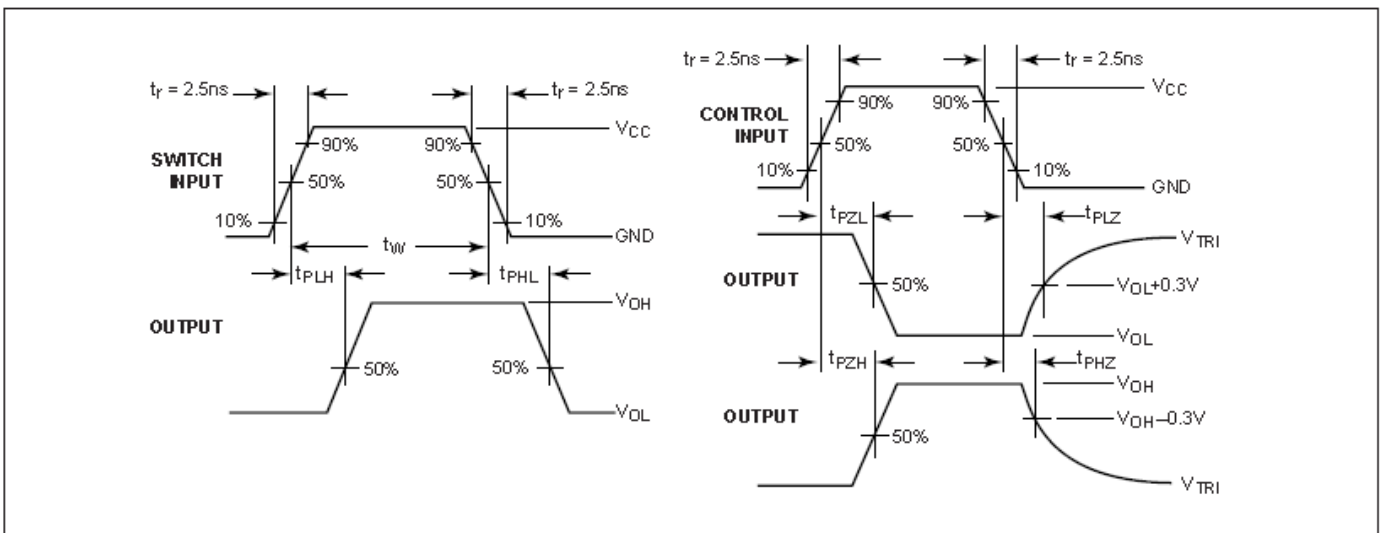 tr = 2.5ns
tf = 2.5ns
VCC
90%
90%
SWITCH
INPUT
50%
50%
10%
10%
GND
tW
tPLH
tPHL
VOH
OUTPUT
50%
50%
VOL
tr = 2.5ns
tf = 2.5ns
VCC
90%
90%
CONTROL
INPUT
50%
50%
10%
10%
GND
tPZL
tPLZ
VTRI
OUTPUT
50%
VOL+0.3V
VOL
tPZH
tPHZ
VOH
VOH–0.3V
OUTPUT
50%
VTRI